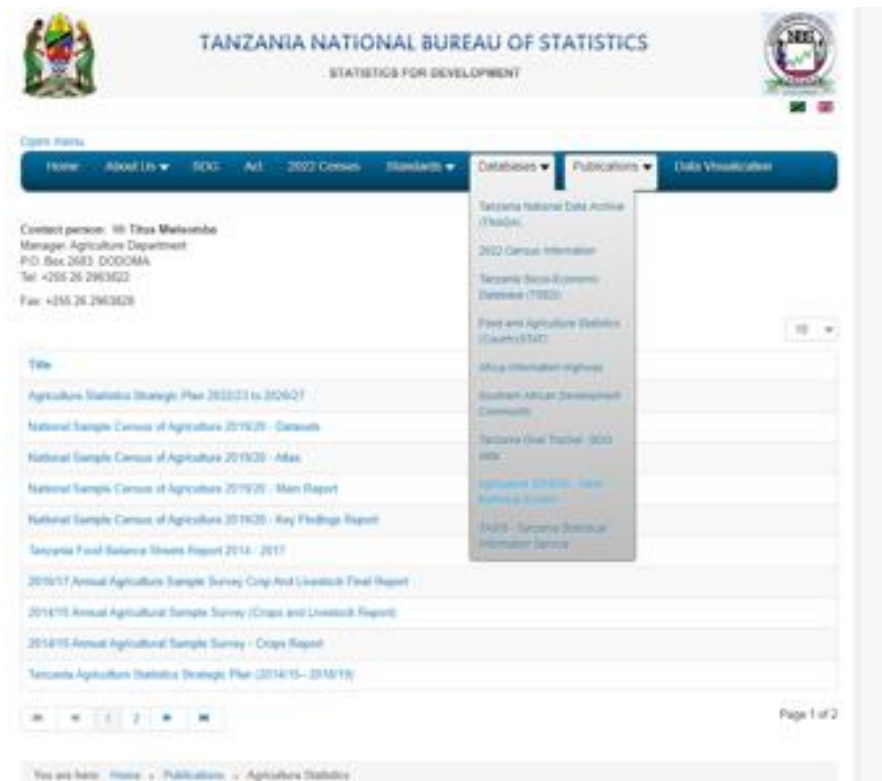 TANZANIA NATIONAL BUREAU OF STATISTICS
STATISTICS FOR DEVELOPMENT
NBS
Open menu
Home About Us SDG Act 2022 Census Standards Databases Publications Data Visualization
Tanzania National Data Archive
(TNADA)
2022 Census Information
Tanzania Socio-Economic
Database (TSED)
Food and Agriculture Statistics
(CountrySTAT)
Africa Information Highway
Southern African Development
Community
Tanzania Goal Tracker -SDG
data
Information Service
Contact person: Mr Titus
Manager, Agriculture Department
P.O. Box 2683, DODOMA.
Tel: +255 26 2963822
Fax: +255 26 2963828
10
Title
Agriculture Statistics Strategic Plan 2022/23 to 2026/27
National Sample Census of Agriculture 2019/20 - Datasets
National Sample Census of Agriculture 2019/20 - Atlas
National Sample Census of Agriculture 2019/20 - Main Report
National Sample Census of Agriculture 2019/20 - Key Findings Report
Tanzania Food Balance Sheets Report 2014 - 2017
2016/17 Annual Agriculture Sample Survey Crop And Livestock Final Report
2014/15 Annual Agricultural Sample Survey (Crops and Livestock Report)
2014/15 Annual Agricultural Sample Survey - Crops Report
Tanzania Agriculture Statistics Strategic Plan (2014/15– 2018/19)
1 2
Page 1 of 2
You are here: Home Publications Agriculture Statistics